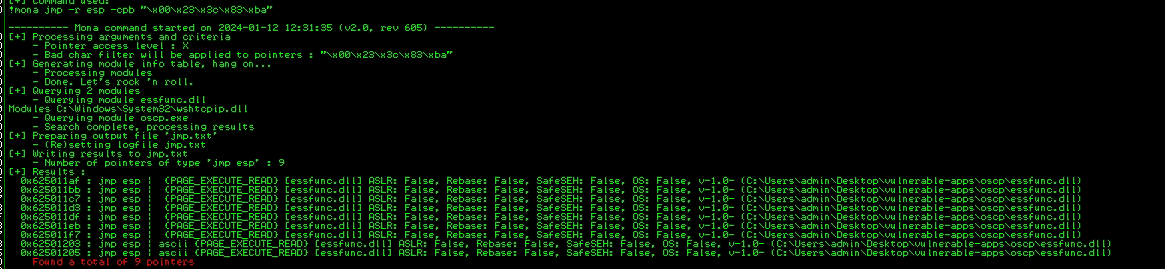 [+] Command used:
!mona jmp -r esp -cpb "\x00\x23\x3c\x83\xba"
---------- Mona command started on 2024-01-12 12:31:35 (v2.0, rev 605) ----------
[+] Processing arguments and criteria
- Pointer access level : X
- Bad char filter will be applied to pointers : "\x00\x23\x3c\x83\xba"
[+] Generating module info table, hang on...
- Processing modules
- Done. Let's rock 'n roll.
[+] Querying 2 modules
- Querying module essfunc.dll
Modules C:\Windows\System32\wshtcpip.dll
- Querying module oscp.exe
- Search complete, processing results
[+] Preparing output file 'jmp.txt'
- (Re)setting logfile jmp.txt
[+] Writing results to jmp.txt
- Number of pointers of type 'jmp esp' : 9
[+] Results :
0x625011af : jmp esp | {PAGE_EXECUTE_READ} [essfunc.dll] ASLR: False, Rebase: False, SafeSEH: False, OS: False, v-1.0- (C:\Users\admin\Desktop\vulnerable-apps\oscp\essfunc.dll)
0x625011bb : jmp esp | {PAGE_EXECUTE_READ} [essfunc.dll] ASLR: False, Rebase: False, SafeSEH: False, OS: False, v-1.0- (C:\Users\admin\Desktop\vulnerable-apps\oscp\essfunc.dll)
0x625011c7 : jmp esp | {PAGE_EXECUTE_READ} [essfunc.dll] ASLR: False, Rebase: False, SafeSEH: False, OS: False, v-1.0- (C:\Users\admin\Desktop\vulnerable-apps\oscp\essfunc.dll)
0x625011d3 : jmp esp | {PAGE_EXECUTE_READ} [essfunc.dll] ASLR: False, Rebase: False, SafeSEH: False, OS: False, v-1.0- (C:\Users\admin\Desktop\vulnerable-apps\oscp\essfunc.dll)
0x625011df : jmp esp | {PAGE_EXECUTE_READ} [essfunc.dll] ASLR: False, Rebase: False, SafeSEH: False, OS: False, v-1.0- (C:\Users\admin\Desktop\vulnerable-apps\oscp\essfunc.dll)
0x625011eb : jmp esp | {PAGE_EXECUTE_READ} [essfunc.dll] ASLR: False, Rebase: False, SafeSEH: False, OS: False, v-1.0- (C:\Users\admin\Desktop\vulnerable-apps\oscp\essfunc.dll)
0x625011f7 : jmp esp | {PAGE_EXECUTE_READ} [essfunc.dll] ASLR: False, Rebase: False, SafeSEH: False, OS: False, v-1.0- (C:\Users\admin\Desktop\vulnerable-apps\oscp\essfunc.dll)
0x62501203 : jmp esp | ascii {PAGE_EXECUTE_READ} [essfunc.dll] ASLR: False, Rebase: False, SafeSEH: False, OS: False, v-1.0- (C:\Users\admin\Desktop\vulnerable-apps\oscp\essfunc.dll)
0x62501205 : jmp esp | ascii {PAGE_EXECUTE_READ} [essfunc.dll] ASLR: False, Rebase: False, SafeSEH: False, OS: False, v-1.0- (C:\Users\admin\Desktop\vulnerable-apps\oscp\essfunc.dll)
Found a total of 9 pointers